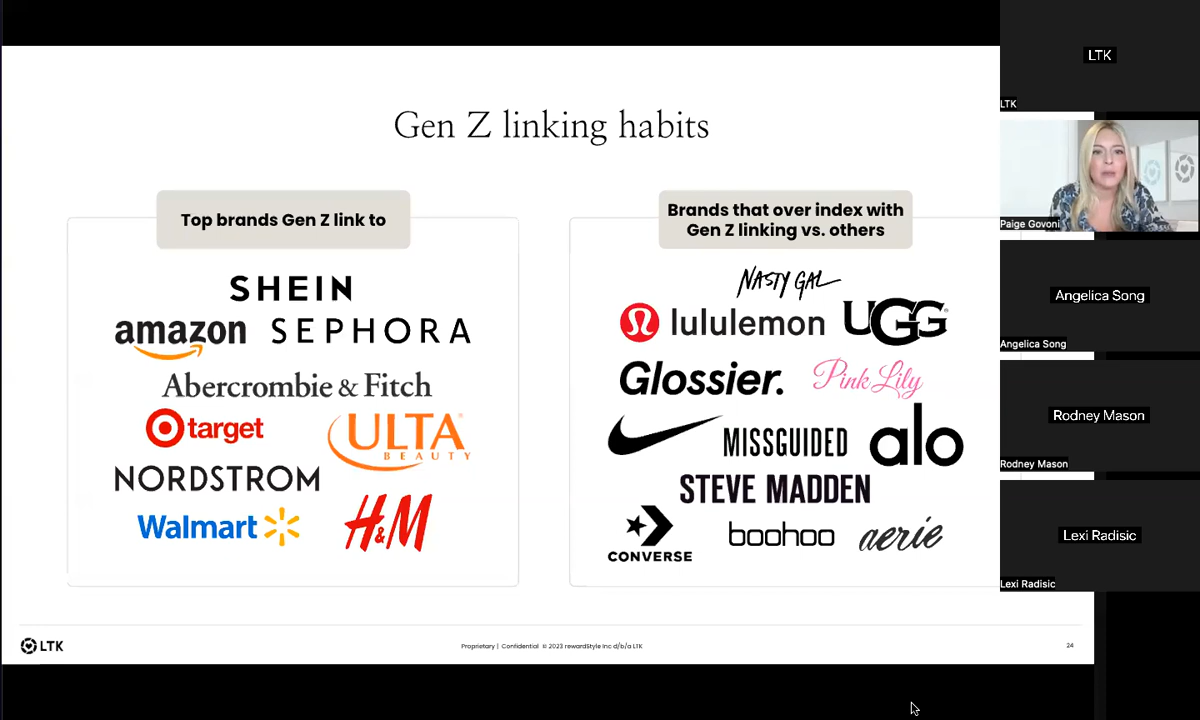 Gen Z linking habits
Top brands Gen Z link to
SHEIN
amazon SEPHORA
Abercrombie & Fitch
target ULTA
BEAUTY
NORDSTROM
Walmart H&M
Brands that over index with
Gen Z linking vs. others
NASTY GAL
lululemon UGG
Glossier. Pink Lily
MISSGUIDED alo
STEVE MADDEN
CONVERSE boohoo aerie
LTK
Proprietary | Confidential © 2023 rewardStyle Inc d/b/a LTK
24
LTK
LTK
Paige Govoni
Angelica Song
Angelica Song
Rodney Mason
Rodney Mason
Lexi Radisic
Lexi Radisic